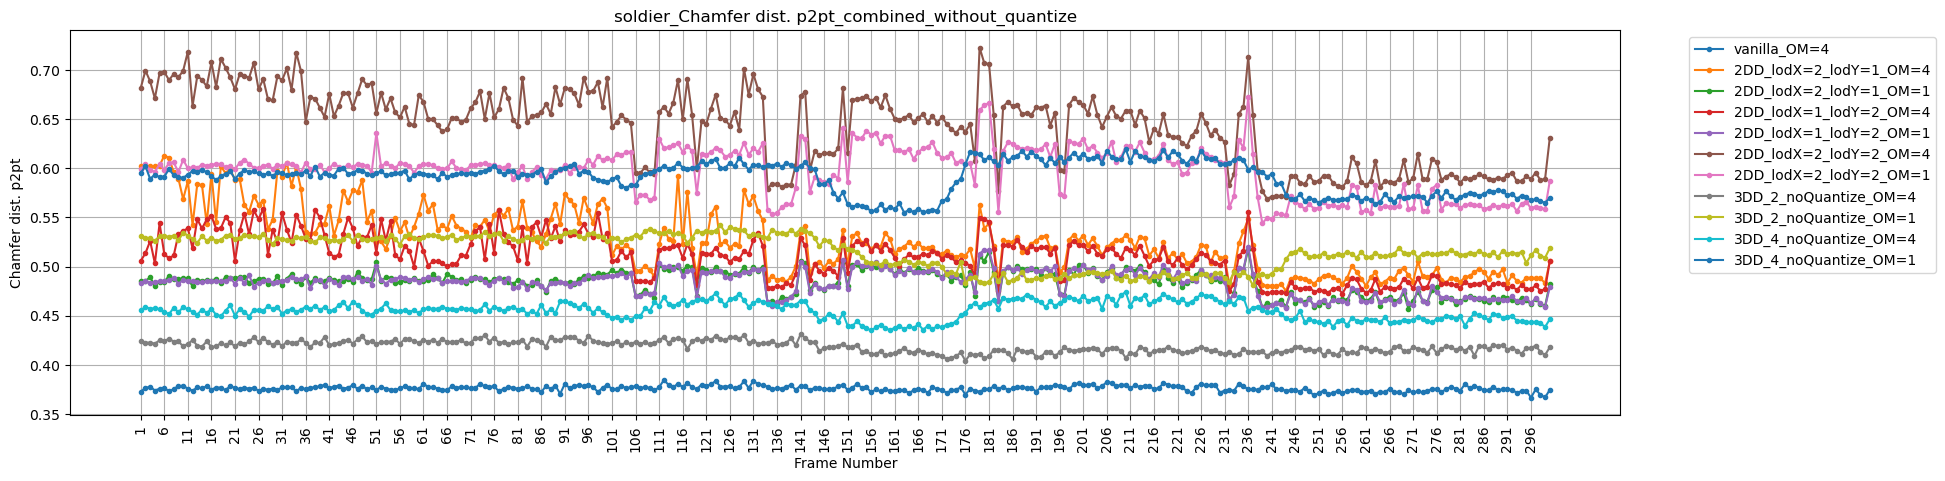 soldier_Chamfer dist. p2pt_combined_without_quantize
Chamfer dist. p2pt
0.70
0.65
0.60
0.55
0.50
0.45
0.40
0.35
1 6 11 16 21 26 31 36 41 46 51 56 61 66 71 76 81 86 91 96 101 106 111 116 121 126 131 136 141 146 151 156 161 166 171 176 181 186 191 196 201 206 211 216 221 226 231 236 241 246 251 256 261 266 271 276 281 286 291 296
Frame Number
vanilla_OM=4
2DD_lodX=2_lodY=1_OM=4
2DD_lodX=2_lodY=1_OM=1
2DD_lodX=1_lodY=2_OM=4
2DD_lodX=1_lodY=2_OM=1
2DD_lodX=2_lodY=2_OM=4
2DD_lodX=2_lodY=2_OM=1
3DD_2_noQuantize_OM=4
3DD_2_noQuantize_OM=1
3DD_4_noQuantize_OM=4
3DD_4_noQuantize_OM=1